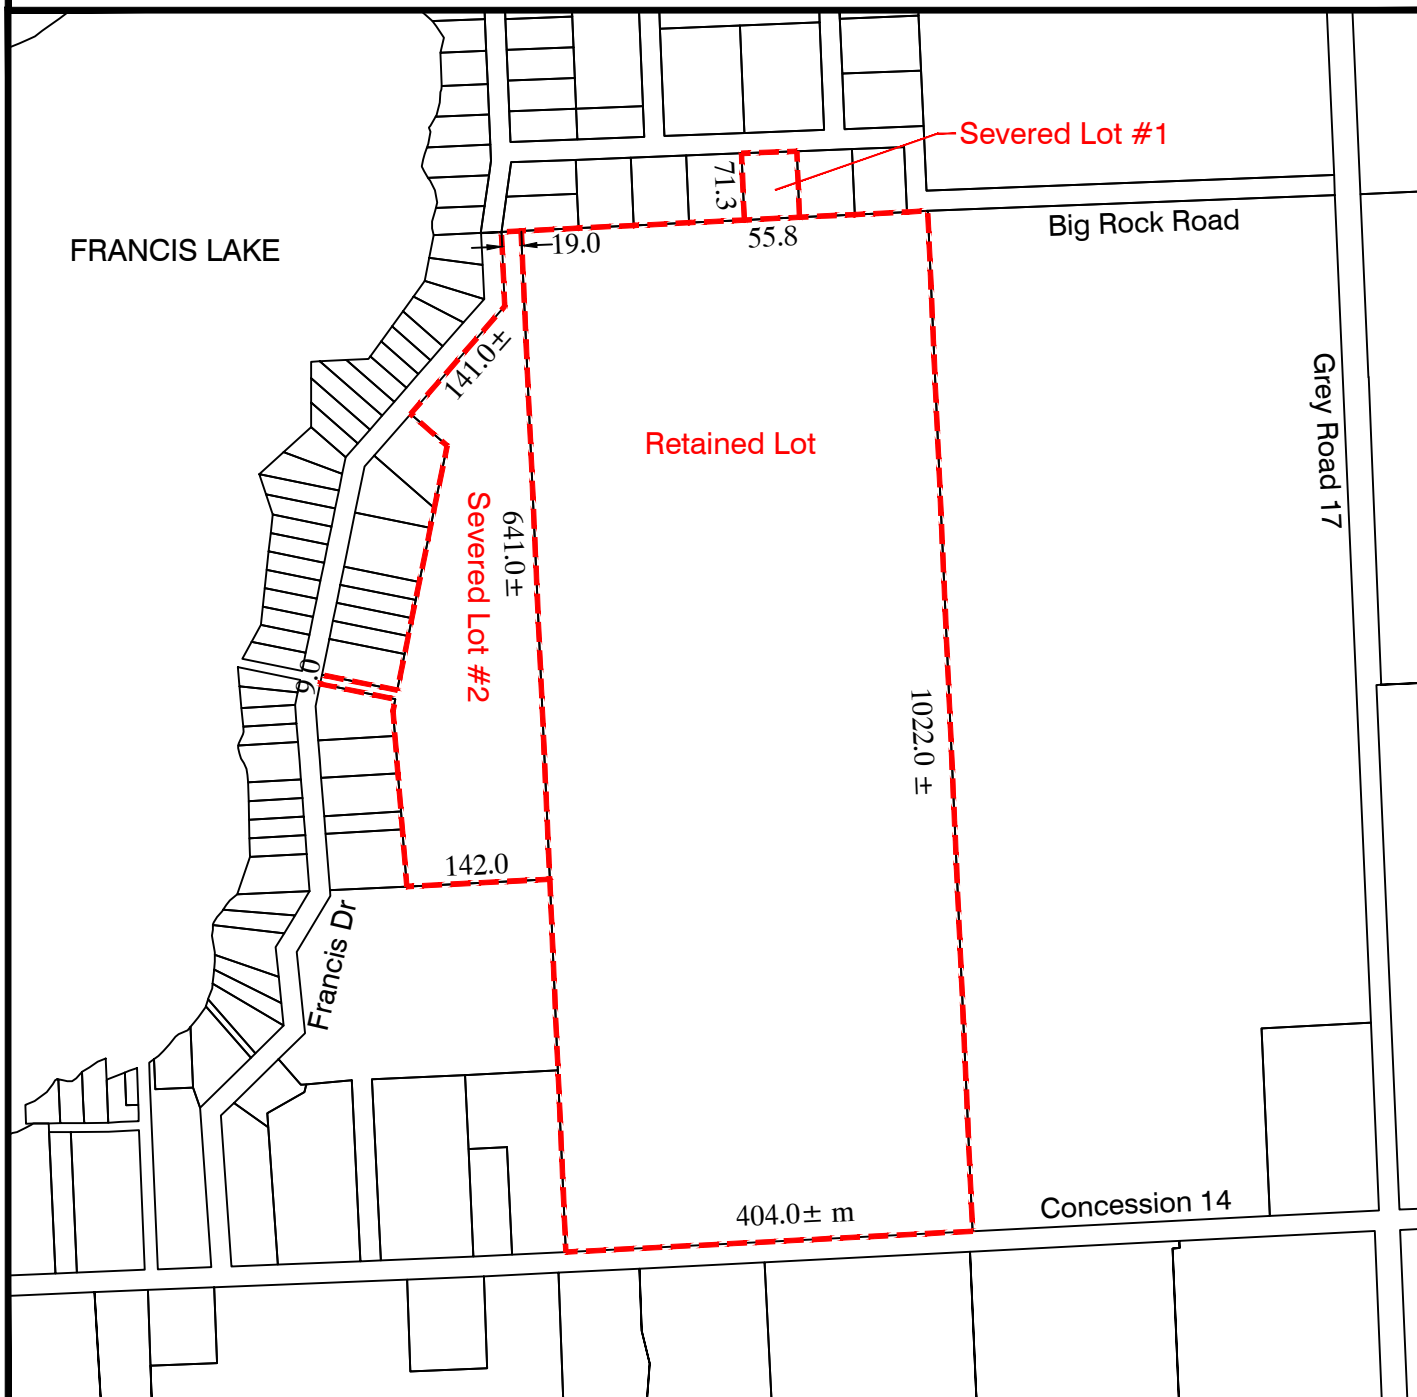 Severed Lot #1
71.3
Big Rock Road
FRANCIS LAKE
19.0
55.8
141.0±
Grey Road 17
Retained Lot
Severed Lot #2
641.0±
9.0
1022.0 ±
142.0
Francis Dr
Concession 14
404.0± m